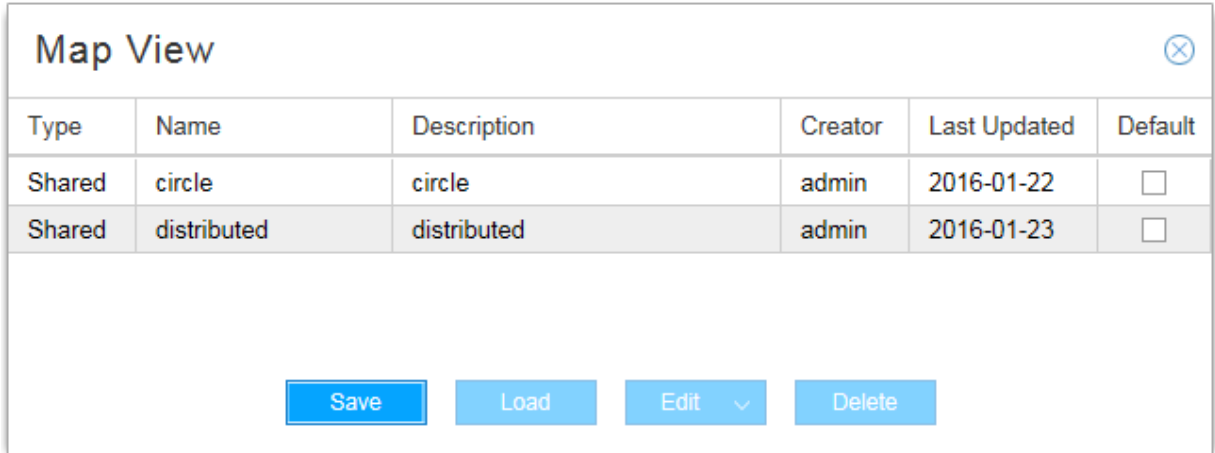 Map View
Type Name Description Creator Last Updated Default
Shared circle circle admin 2016-01-22
Shared distributed distributed admin 2016-01-23
Save Load Edit Delete